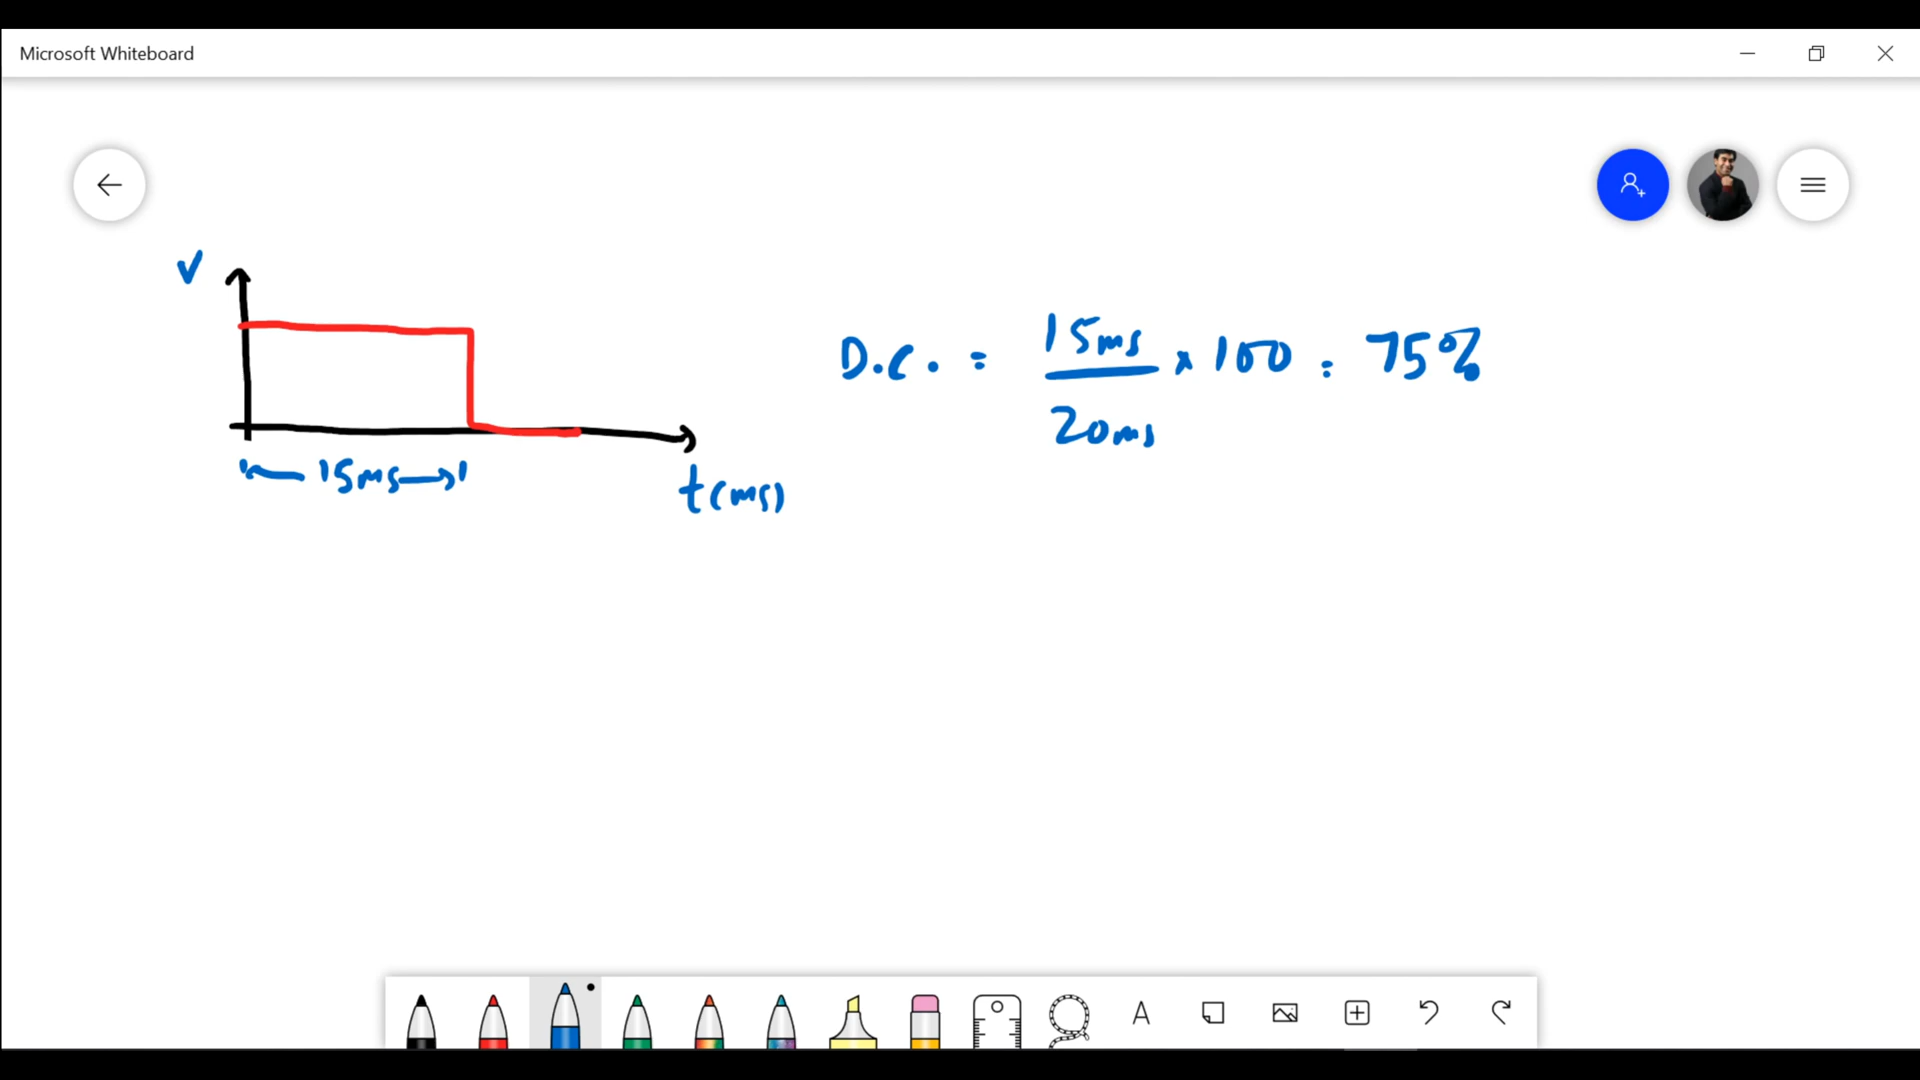 Microsoft Whiteboard
V
15ms
t(ms)
D.C. = 15ms / 20ms × 100 = 75%
A